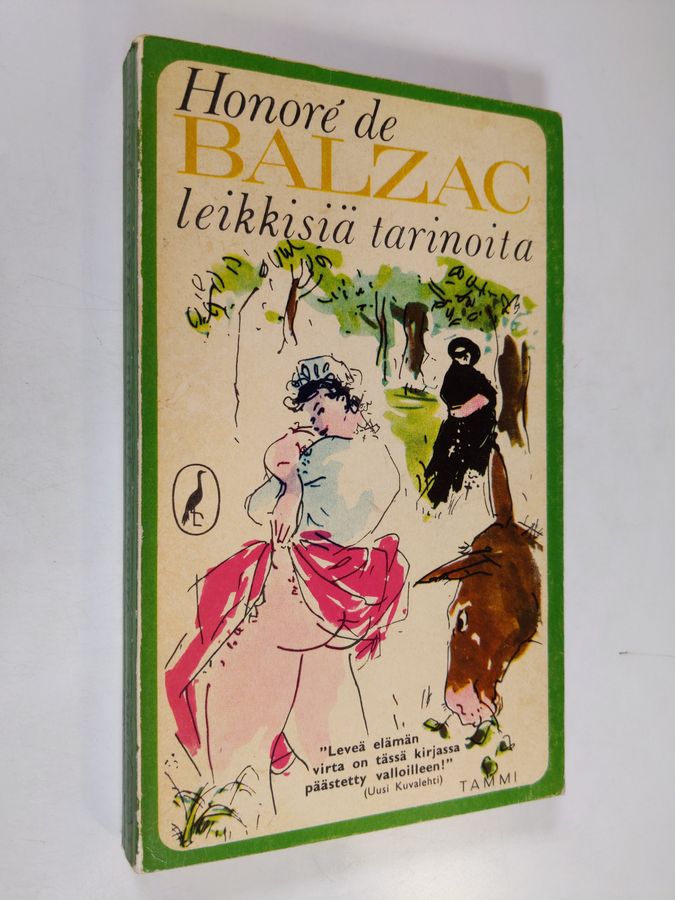 Honoré de
BALZAC
leikkisiä tarinoita
"Leveä elämän
virta on tässä kirjassa
päästetty valloilleen!"
(Uusi Kuvalehti)
TAMMI